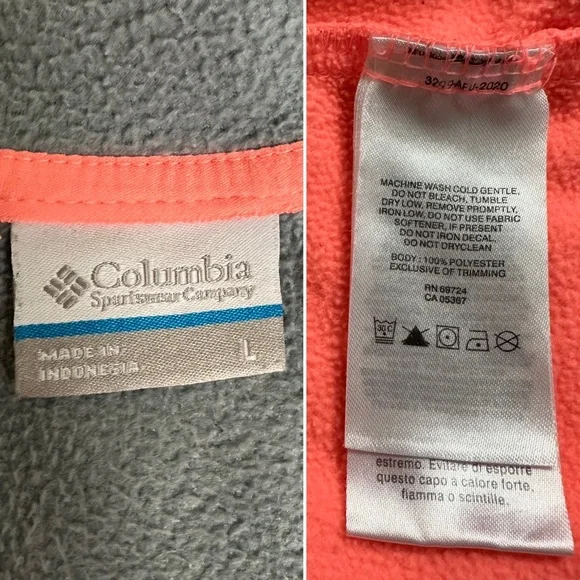 Columbia
Sportswear Company
MADE IN
INDONESIA
L
MACHINE WASH COLD GENTLE,
DO NOT BLEACH, TUMBLE
DRY LOW, REMOVE PROMPTLY,
IRON LOW, DO NOT USE FABRIC
SOFTENER, IF PRESENT
DO NOT IRON DECAL,
DO NOT DRYCLEAN
BODY: 100% POLYESTER
EXCLUSIVE OF TRIMMING
RN 69724
CA 05367
30 C
estremo. Evitare di esporre
questo capo a calore forte,
fiamma o scintille.